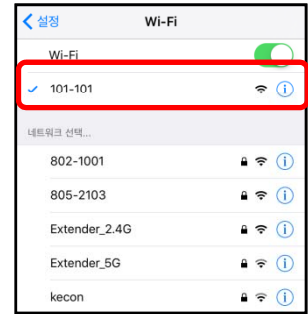 설정 Wi-Fi
Wi-Fi
101-101
네트워크 선택...
802-1001
805-2103
Extender_2.4G
Extender_5G
kecon